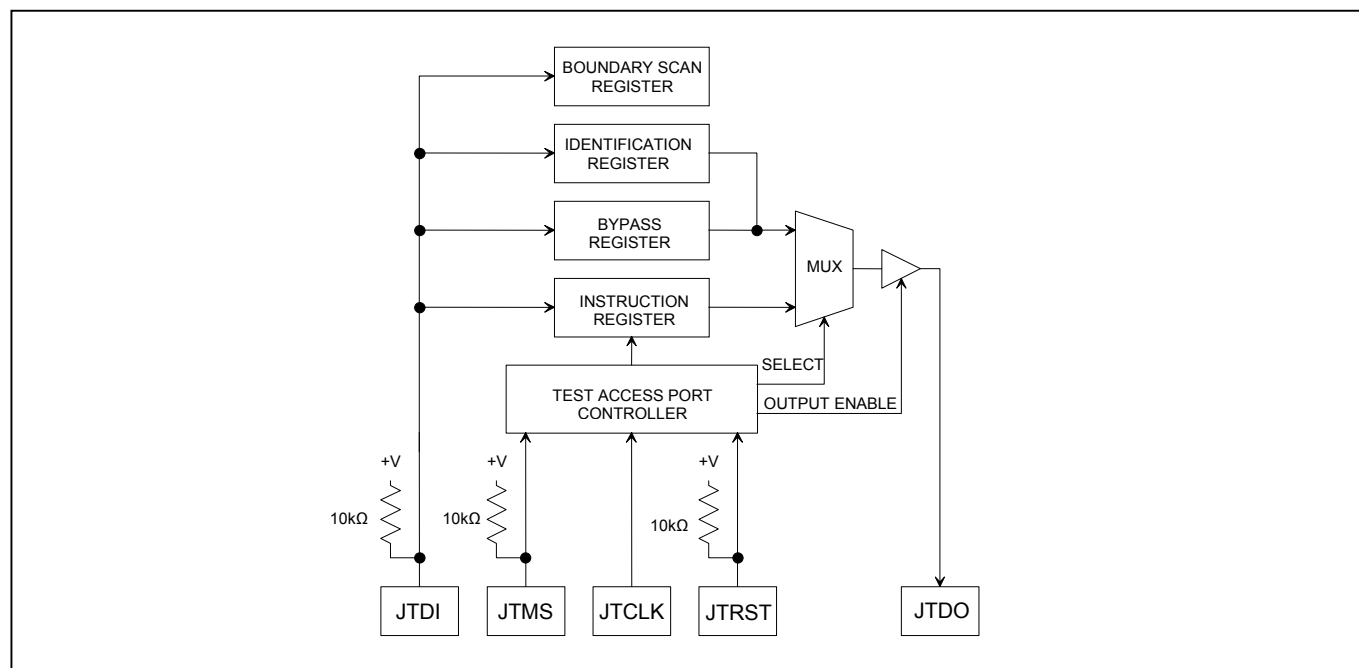 BOUNDARY SCAN
REGISTER
IDENTIFICATION
REGISTER
BYPASS
REGISTER
MUX
INSTRUCTION
REGISTER
SELECT
TEST ACCESS PORT
CONTROLLER
OUTPUT ENABLE
+V
+V
+V
10kΩ
10kΩ
10kΩ
JTDI
JTMS
JTCLK
JTRST
JTDO